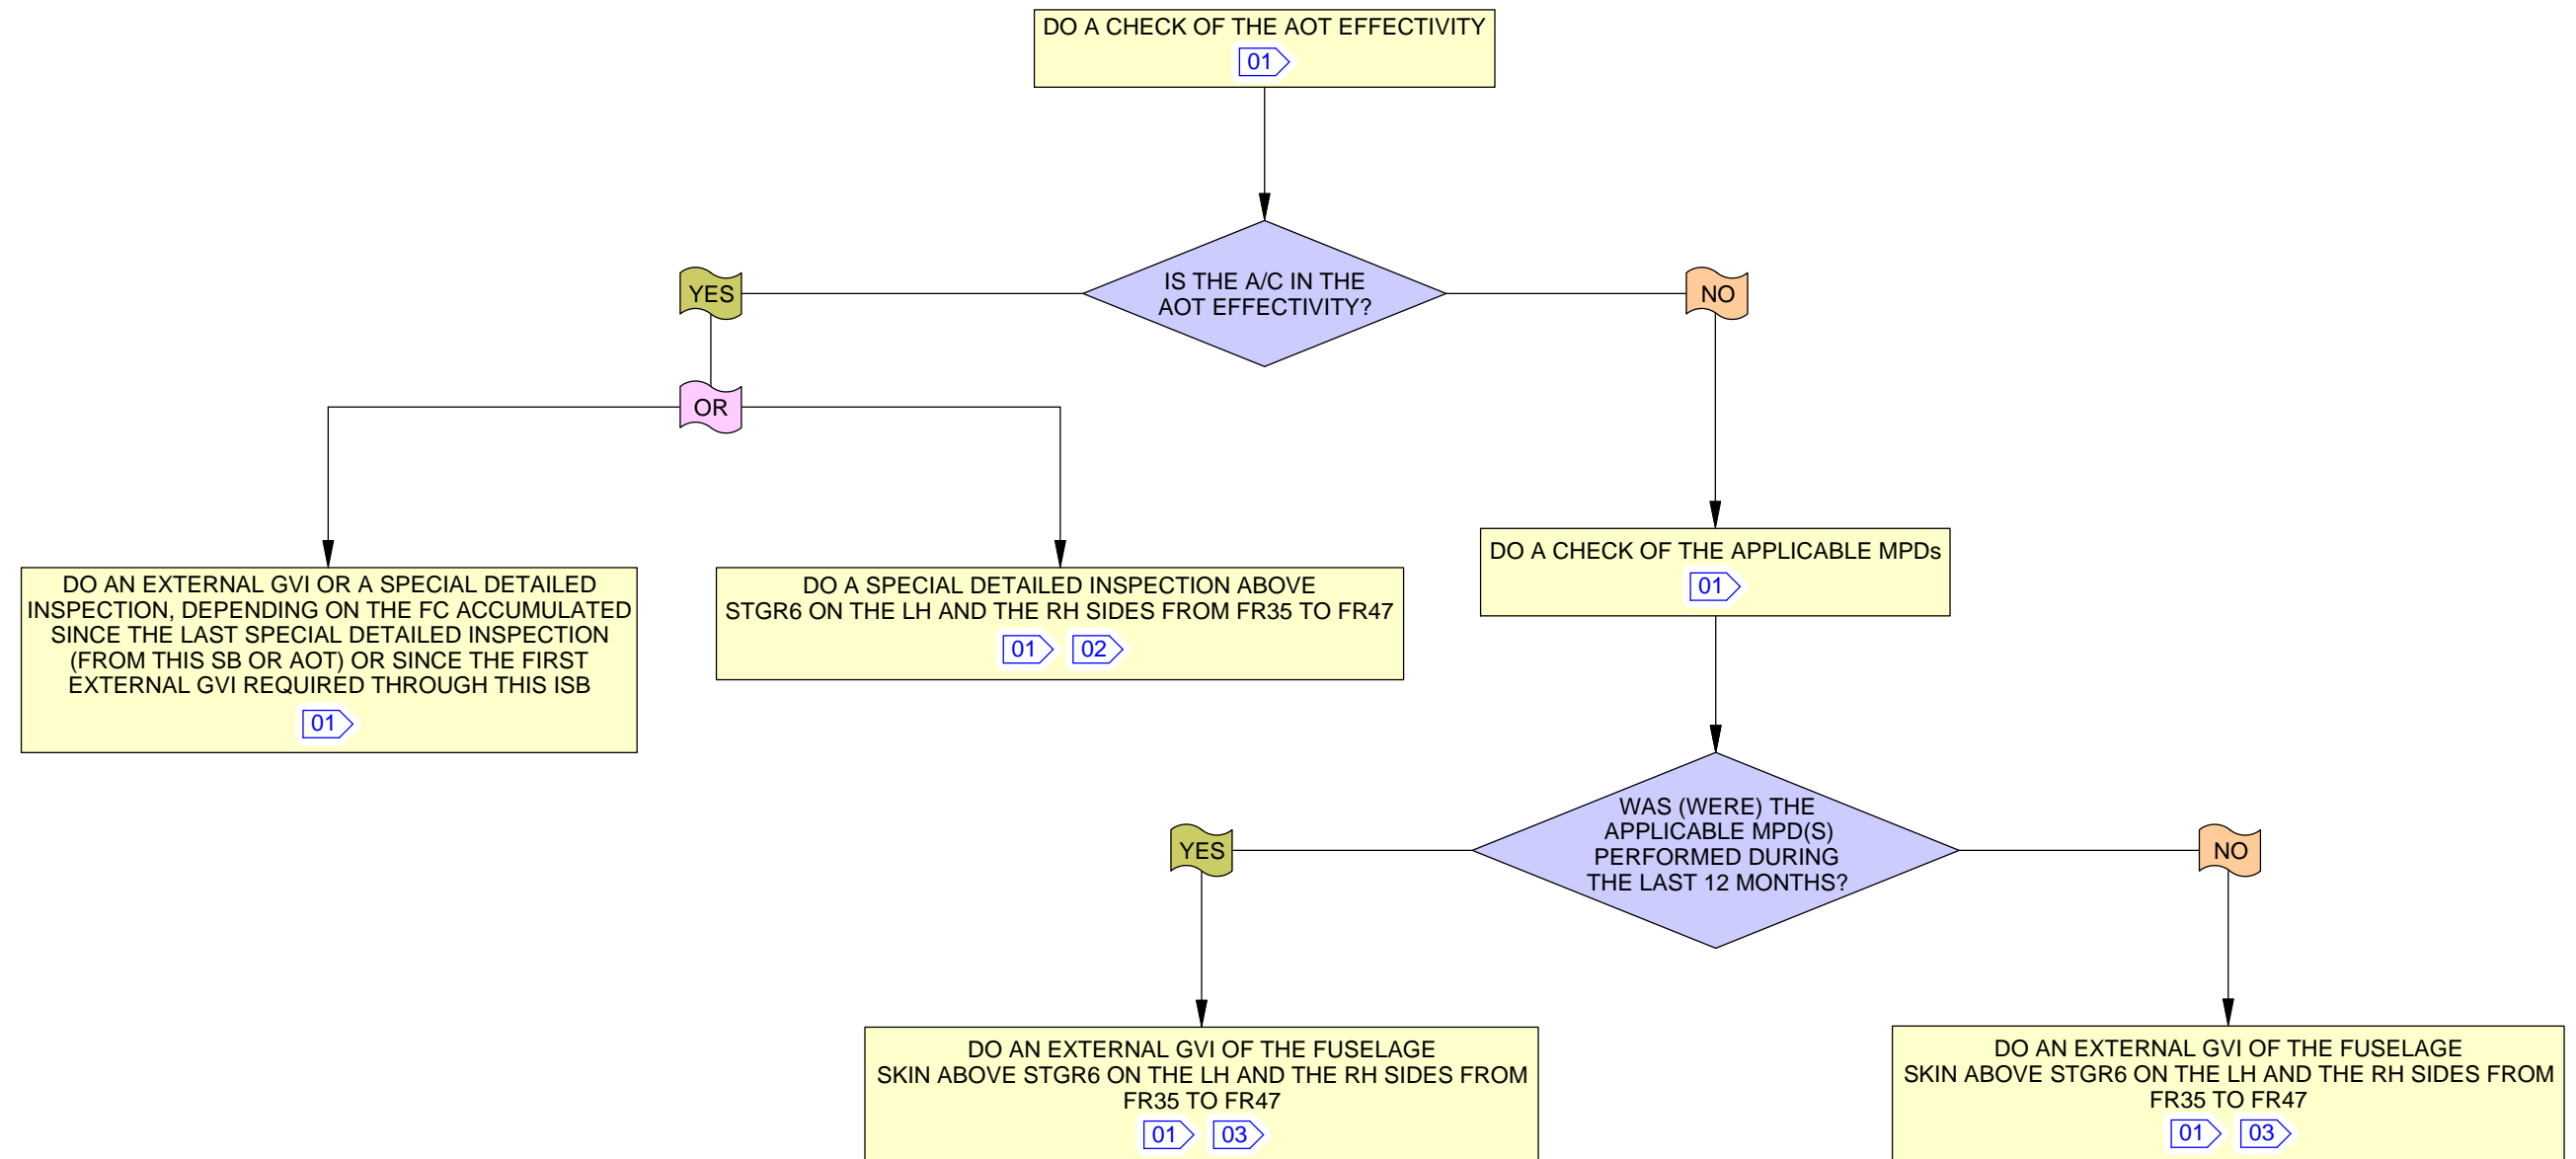 DO A CHECK OF THE AOT EFFECTIVITY
01
IS THE A/C IN THE
AOT EFFECTIVITY?
YES
NO
OR
DO AN EXTERNAL GVI OR A SPECIAL DETAILED
INSPECTION, DEPENDING ON THE FC ACCUMULATED
SINCE THE LAST SPECIAL DETAILED INSPECTION
(FROM THIS SB OR AOT) OR SINCE THE FIRST
EXTERNAL GVI REQUIRED THROUGH THIS ISB
01
DO A SPECIAL DETAILED INSPECTION ABOVE
STGR6 ON THE LH AND THE RH SIDES FROM FR35 TO FR47
01 02
DO A CHECK OF THE APPLICABLE MPDs
01
WAS (WERE) THE
APPLICABLE MPD(S)
PERFORMED DURING
THE LAST 12 MONTHS?
YES
NO
DO AN EXTERNAL GVI OF THE FUSELAGE
SKIN ABOVE STGR6 ON THE LH AND THE RH SIDES FROM
FR35 TO FR47
01 03
DO AN EXTERNAL GVI OF THE FUSELAGE
SKIN ABOVE STGR6 ON THE LH AND THE RH SIDES FROM
FR35 TO FR47
01 03